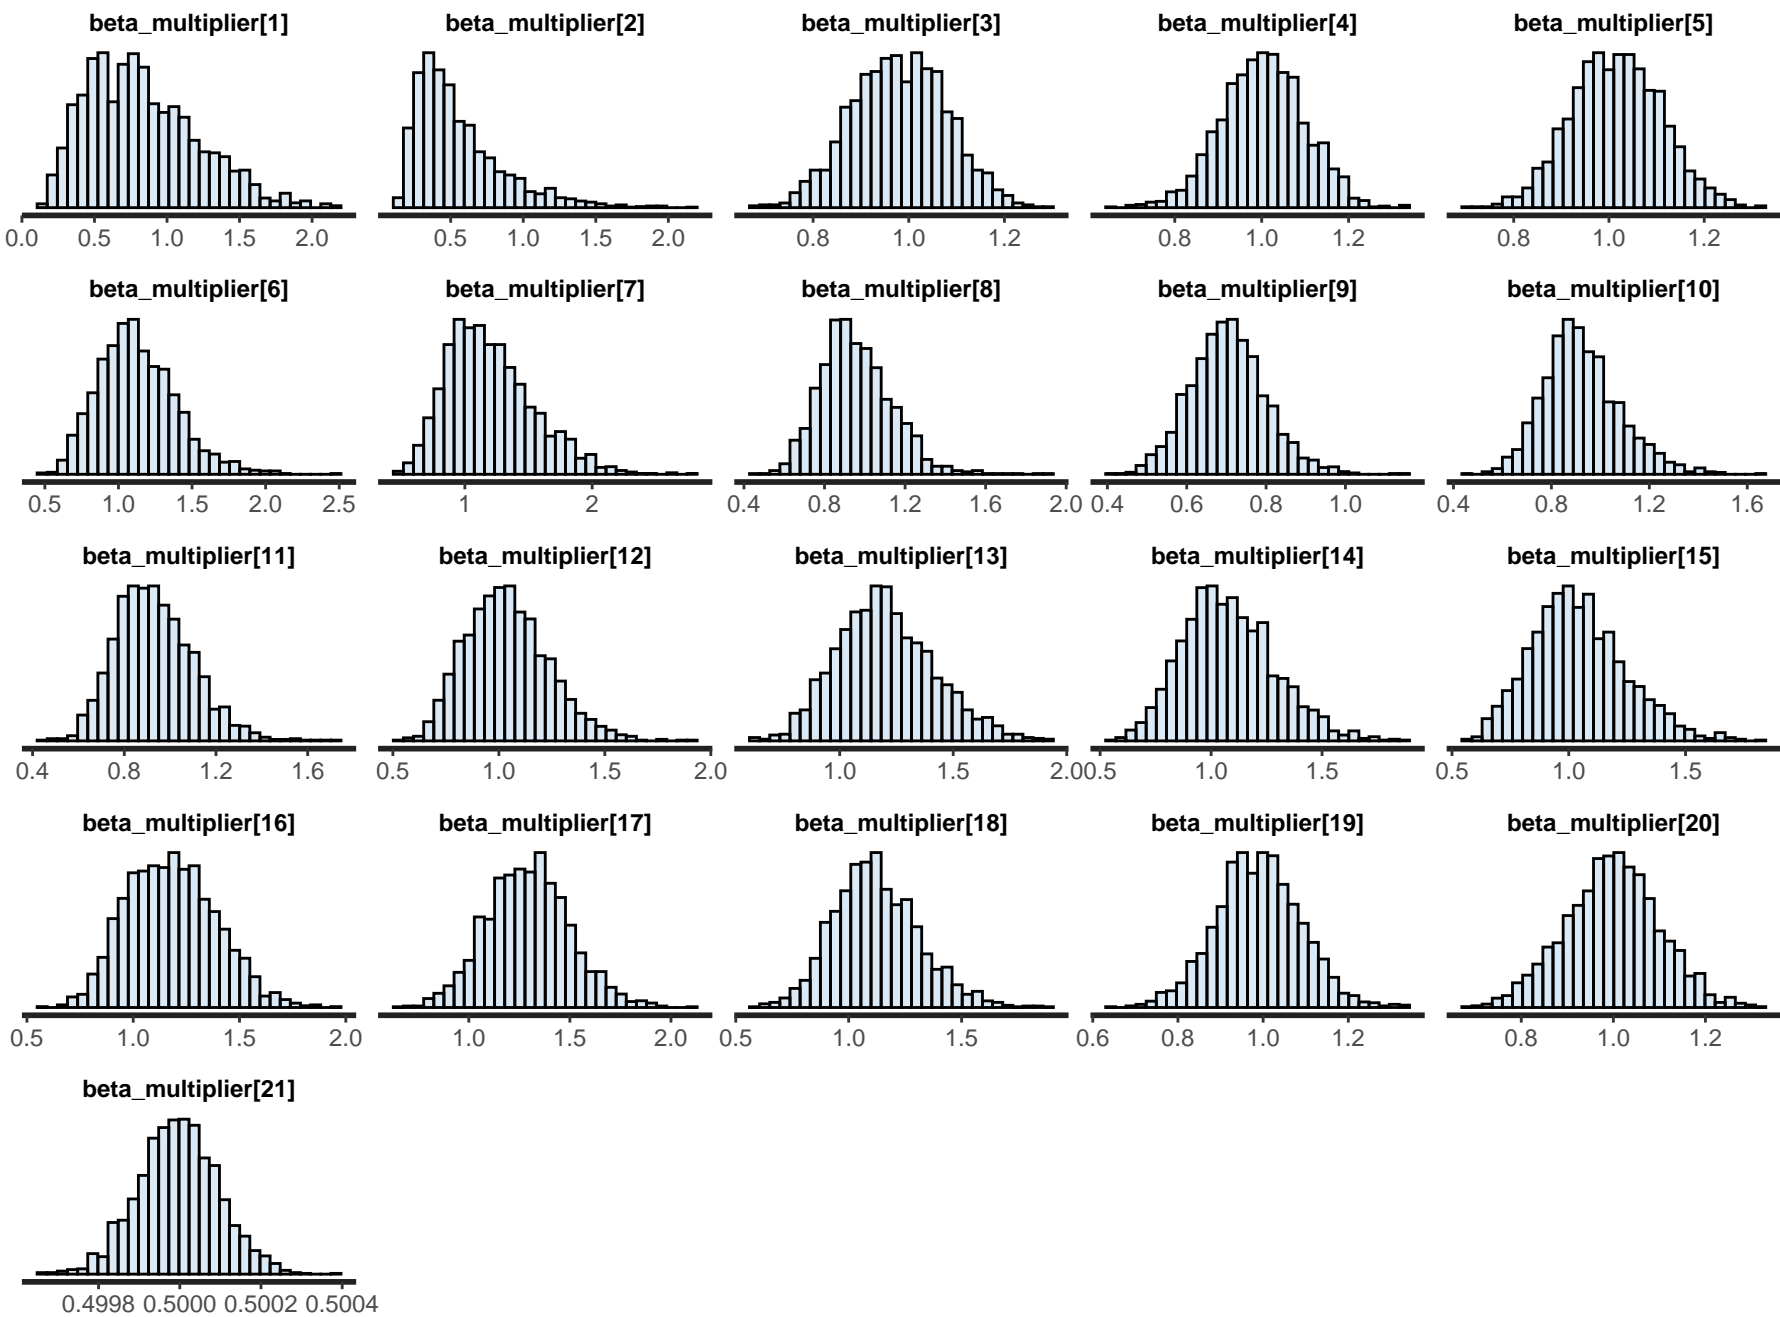 beta_multiplier[1] beta_multiplier[2] beta_multiplier[3] beta_multiplier[4] beta_multiplier[5]
0.0 0.5 1.0 1.5 2.0 0.5 1.0 1.5 2.0 0.8 1.0 1.2 0.8 1.0 1.2 0.8 1.0 1.2
beta_multiplier[6] beta_multiplier[7] beta_multiplier[8] beta_multiplier[9] beta_multiplier[10]
0.5 1.0 1.5 2.0 2.5 1 2 0.4 0.8 1.2 1.6 2.0 0.4 0.6 0.8 1.0 0.4 0.8 1.2 1.6
beta_multiplier[11] beta_multiplier[12] beta_multiplier[13] beta_multiplier[14] beta_multiplier[15]
0.4 0.8 1.2 1.6 0.5 1.0 1.5 2.0 1.0 1.5 2.0 0.5 1.0 1.5 0.5 1.0 1.5
beta_multiplier[16] beta_multiplier[17] beta_multiplier[18] beta_multiplier[19] beta_multiplier[20]
0.5 1.0 1.5 2.0 1.0 1.5 2.0 0.5 1.0 1.5 0.6 0.8 1.0 1.2 0.8 1.0 1.2
beta_multiplier[21]
0.4998 0.5000 0.5002 0.5004